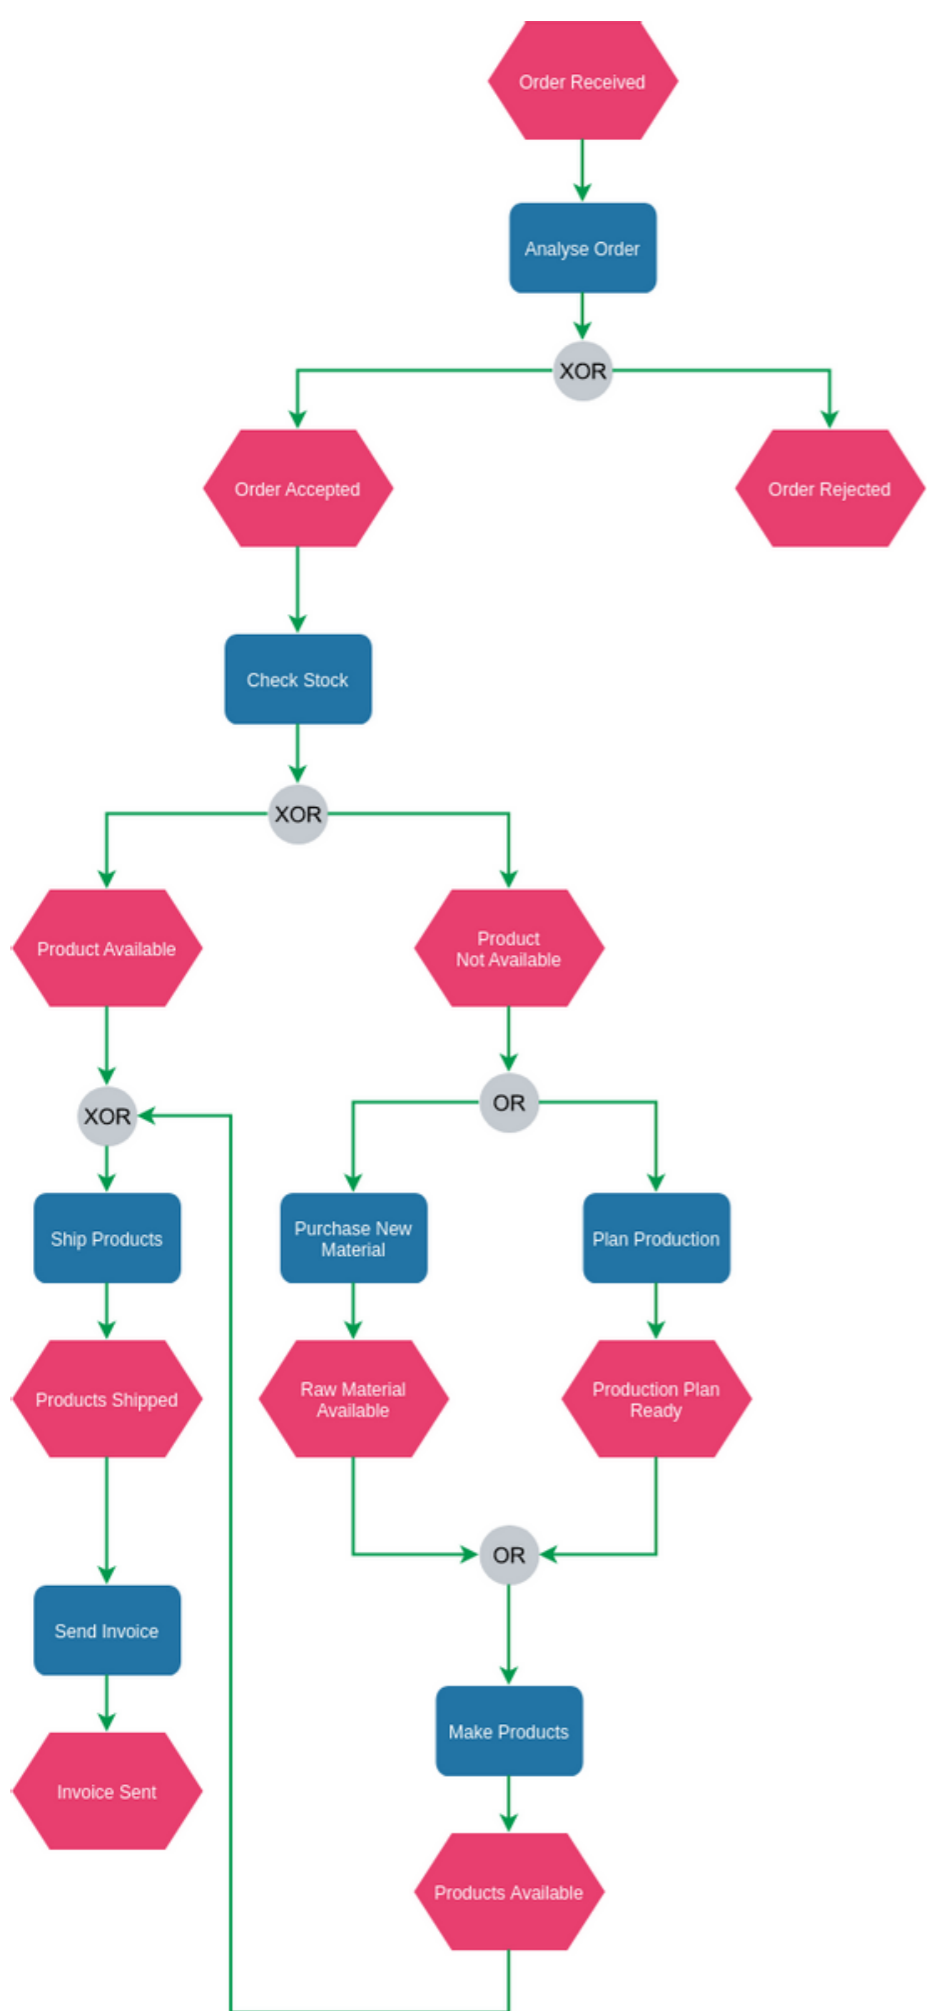 Order Received
Analyse Order
XOR
Order Accepted
Order Rejected
Check Stock
XOR
Product Available
Product
Not Available
OR
XOR
Purchase New
Material
Plan Production
Ship Products
Raw Material
Available
Production Plan
Ready
Products Shipped
OR
Send Invoice
Make Products
Invoice Sent
Products Available